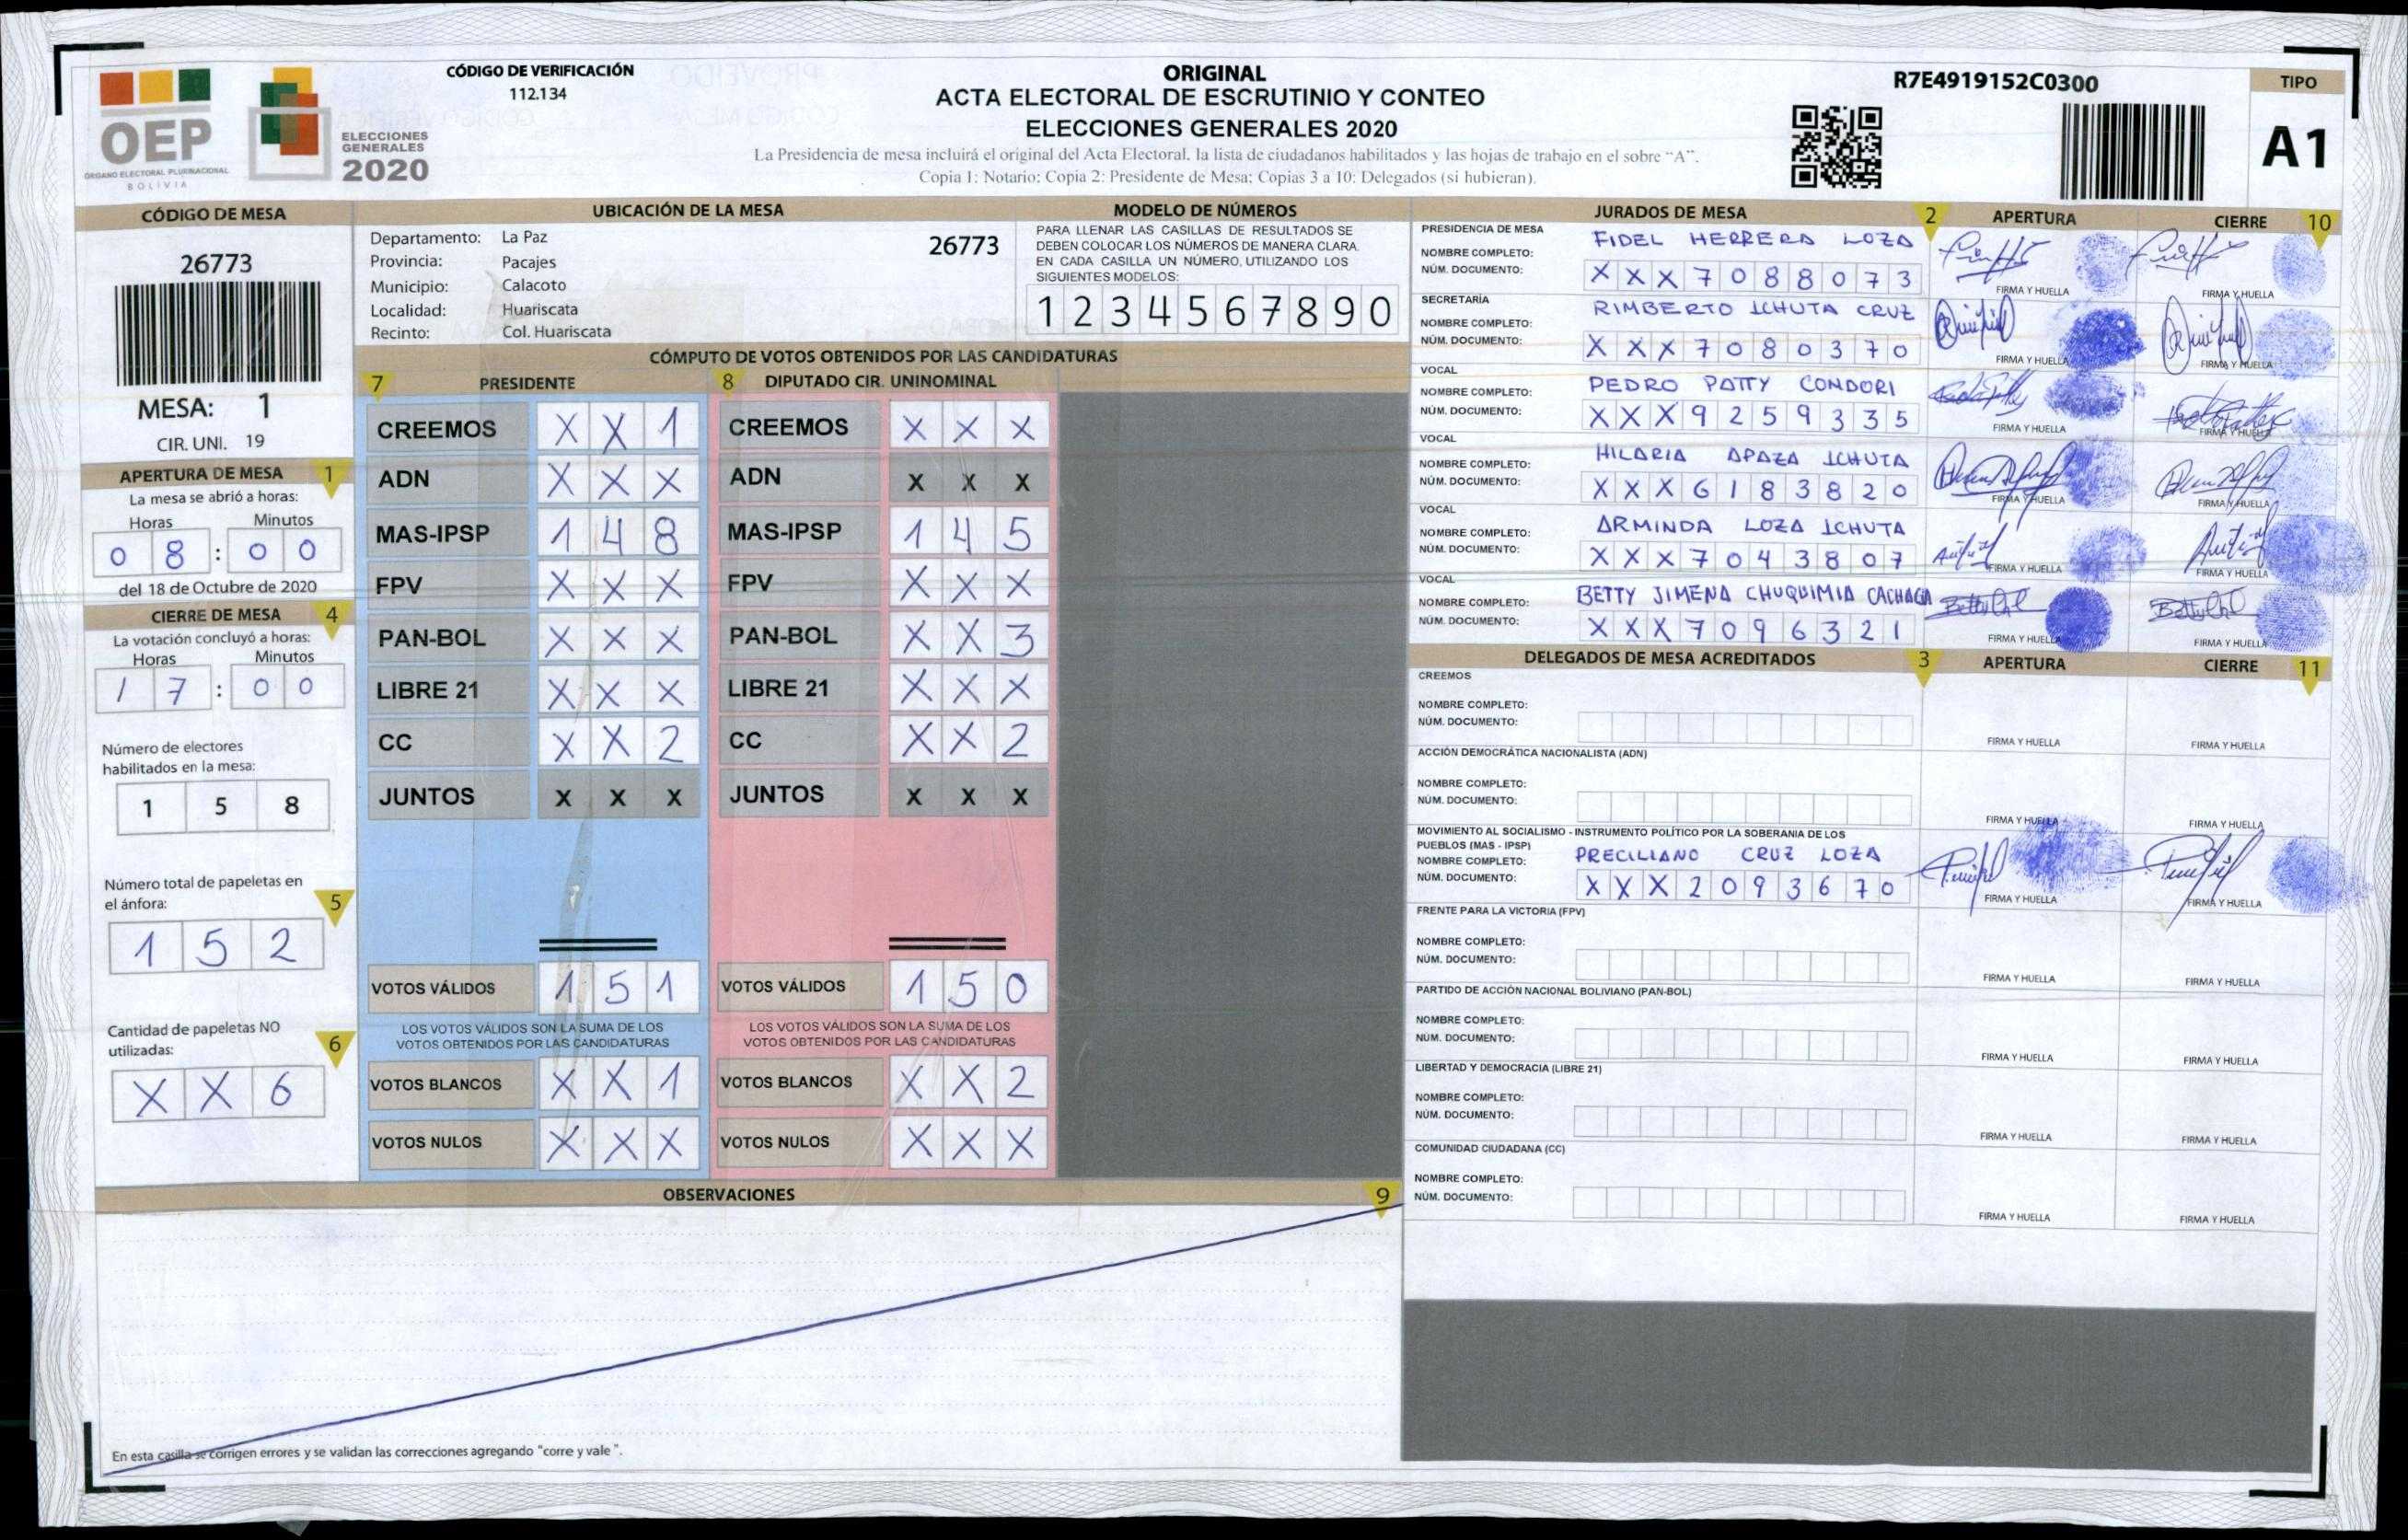 OEP
ÓRGANO ELECTORAL PLURINACIONAL
BOLIVIA
ELECCIONES
GENERALES
2020
CÓDIGO DE VERIFICACIÓN
112.134
ORIGINAL
ACTA ELECTORAL DE ESCRUTINIO Y CONTEO
ELECCIONES GENERALES 2020
La Presidencia de mesa incluirá el original del Acta Electoral, la lista de ciudadanos habilitados y las hojas de trabajo en el sobre "A".
Copia 1: Notario; Copia 2: Presidente de Mesa; Copias 3 a 10: Delegados (si hubieran).
R7E4919152C0300
TIPO
A1
CÓDIGO DE MESA
26773
MESA: 1
CIR. UNI. 19
APERTURA DE MESA 1
La mesa se abrió a horas:
Horas Minutos
0 8 : 0 0
del 18 de Octubre de 2020
CIERRE DE MESA 4
La votación concluyó a horas:
Horas Minutos
1 7 : 0 0
Número de electores
habilitados en la mesa:
1 5 8
Número total de papeletas en
el ánfora: 5
1 5 2
Cantidad de papeletas NO
utilizadas: 6
X X 6
UBICACIÓN DE LA MESA
Departamento: La Paz
Provincia: Pacajes
Municipio: Calacoto
Localidad: Huariscata
Recinto: Col. Huariscata
26773
MODELO DE NÚMEROS
PARA LLENAR LAS CASILLAS DE RESULTADOS SE
DEBEN COLOCAR LOS NÚMEROS DE MANERA CLARA.
EN CADA CASILLA UN NÚMERO, UTILIZANDO LOS
SIGUIENTES MODELOS:
1 2 3 4 5 6 7 8 9 0
CÓMPUTO DE VOTOS OBTENIDOS POR LAS CANDIDATURAS
7 PRESIDENTE
CREEMOS X X 1
ADN X X X
MAS-IPSP 1 4 8
FPV X X X
PAN-BOL X X X
LIBRE 21 X X X
CC X X 2
JUNTOS X X X
VOTOS VÁLIDOS 1 5 1
LOS VOTOS VÁLIDOS SON LA SUMA DE LOS
VOTOS OBTENIDOS POR LAS CANDIDATURAS
VOTOS BLANCOS X X 1
VOTOS NULOS X X X
8 DIPUTADO CIR. UNINOMINAL
CREEMOS X X X
ADN X X X
MAS-IPSP 1 4 5
FPV X X X
PAN-BOL X X 3
LIBRE 21 X X X
CC X X 2
JUNTOS X X X
VOTOS VÁLIDOS 1 5 0
LOS VOTOS VÁLIDOS SON LA SUMA DE LOS
VOTOS OBTENIDOS POR LAS CANDIDATURAS
VOTOS BLANCOS X X 2
VOTOS NULOS X X X
OBSERVACIONES 9
En esta casilla se corrigen errores y se validan las correcciones agregando "corre y vale".
JURADOS DE MESA 2 APERTURA CIERRE 10
PRESIDENCIA DE MESA
NOMBRE COMPLETO: FIDEL HERRERA LOZA
NÚM. DOCUMENTO: X X X 7 0 8 8 0 7 3
FIRMA Y HUELLA FIRMA Y HUELLA
SECRETARÍA
NOMBRE COMPLETO: RIMBERTO ICHUTA CRUZ
NÚM. DOCUMENTO: X X X 7 0 8 0 3 7 0
FIRMA Y HUELLA FIRMA Y HUELLA
VOCAL
NOMBRE COMPLETO: PEDRO PATTY CONDORI
NÚM. DOCUMENTO: X X X 9 2 5 9 3 3 5
FIRMA Y HUELLA FIRMA Y HUELLA
VOCAL
NOMBRE COMPLETO: HILARIA APAZA ICHUTA
NÚM. DOCUMENTO: X X X 6 1 8 3 8 2 0
FIRMA Y HUELLA FIRMA Y HUELLA
VOCAL
NOMBRE COMPLETO: ARMINDA LOZA ICHUTA
NÚM. DOCUMENTO: X X X 7 0 4 3 8 0 7
FIRMA Y HUELLA FIRMA Y HUELLA
VOCAL
NOMBRE COMPLETO: BETTY JIMENA CHUQUIMIA CACHAGA
NÚM. DOCUMENTO: X X X 7 0 9 6 3 2 1
FIRMA Y HUELLA FIRMA Y HUELLA
DELEGADOS DE MESA ACREDITADOS 3 APERTURA CIERRE 11
CREEMOS
NOMBRE COMPLETO:
NÚM. DOCUMENTO:
FIRMA Y HUELLA FIRMA Y HUELLA
ACCIÓN DEMOCRÁTICA NACIONALISTA (ADN)
NOMBRE COMPLETO:
NÚM. DOCUMENTO:
FIRMA Y HUELLA FIRMA Y HUELLA
MOVIMIENTO AL SOCIALISMO - INSTRUMENTO POLÍTICO POR LA SOBERANIA DE LOS
PUEBLOS (MAS - IPSP)
NOMBRE COMPLETO: PRECILIANO CRUZ LOZA
NÚM. DOCUMENTO: X X X 2 0 9 3 6 7 0
FIRMA Y HUELLA FIRMA Y HUELLA
FRENTE PARA LA VICTORIA (FPV)
NOMBRE COMPLETO:
NÚM. DOCUMENTO:
FIRMA Y HUELLA FIRMA Y HUELLA
PARTIDO DE ACCIÓN NACIONAL BOLIVIANO (PAN-BOL)
NOMBRE COMPLETO:
NÚM. DOCUMENTO:
FIRMA Y HUELLA FIRMA Y HUELLA
LIBERTAD Y DEMOCRACIA (LIBRE 21)
NOMBRE COMPLETO:
NÚM. DOCUMENTO:
FIRMA Y HUELLA FIRMA Y HUELLA
COMUNIDAD CIUDADANA (CC)
NOMBRE COMPLETO:
NÚM. DOCUMENTO:
FIRMA Y HUELLA FIRMA Y HUELLA